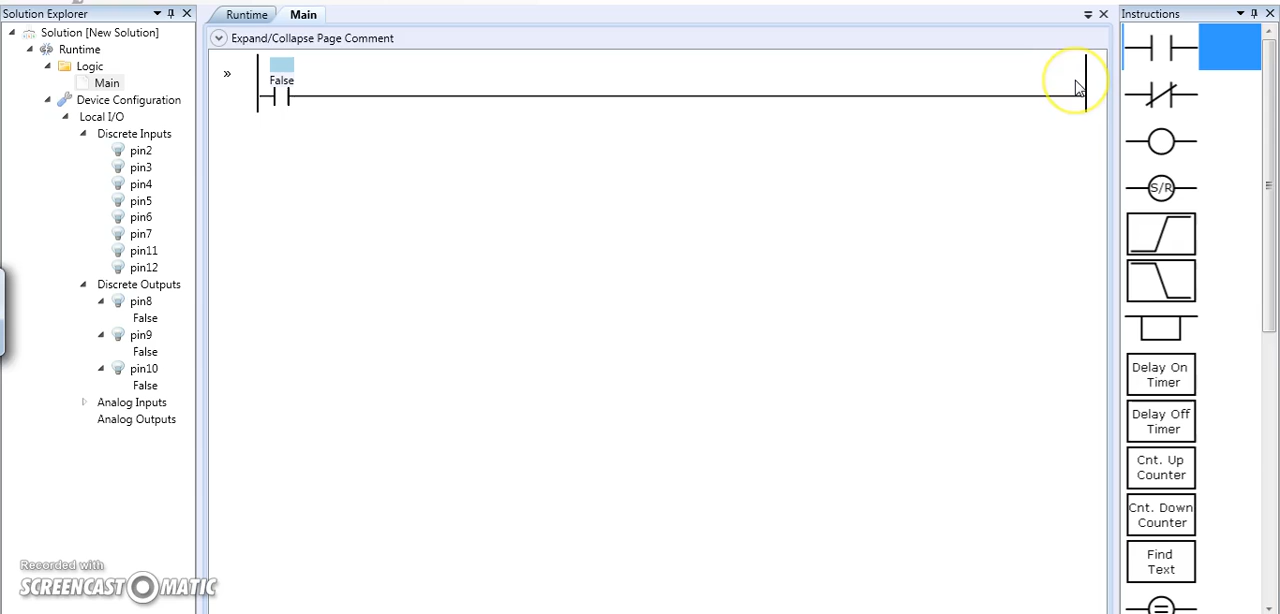 Solution Explorer
Solution [New Solution]
Runtime
Logic
Main
Device Configuration
Local I/O
Discrete Inputs
pin2
pin3
pin4
pin5
pin6
pin7
pin11
pin12
Discrete Outputs
pin8
False
pin9
False
pin10
False
Analog Inputs
Analog Outputs
Recorded with
SCREENCAST-O-MATIC
Runtime
Main
Expand/Collapse Page Comment
»
False
Instructions
S/R
Delay On
Timer
Delay Off
Timer
Cnt. Up
Counter
Cnt. Down
Counter
Find
Text
=